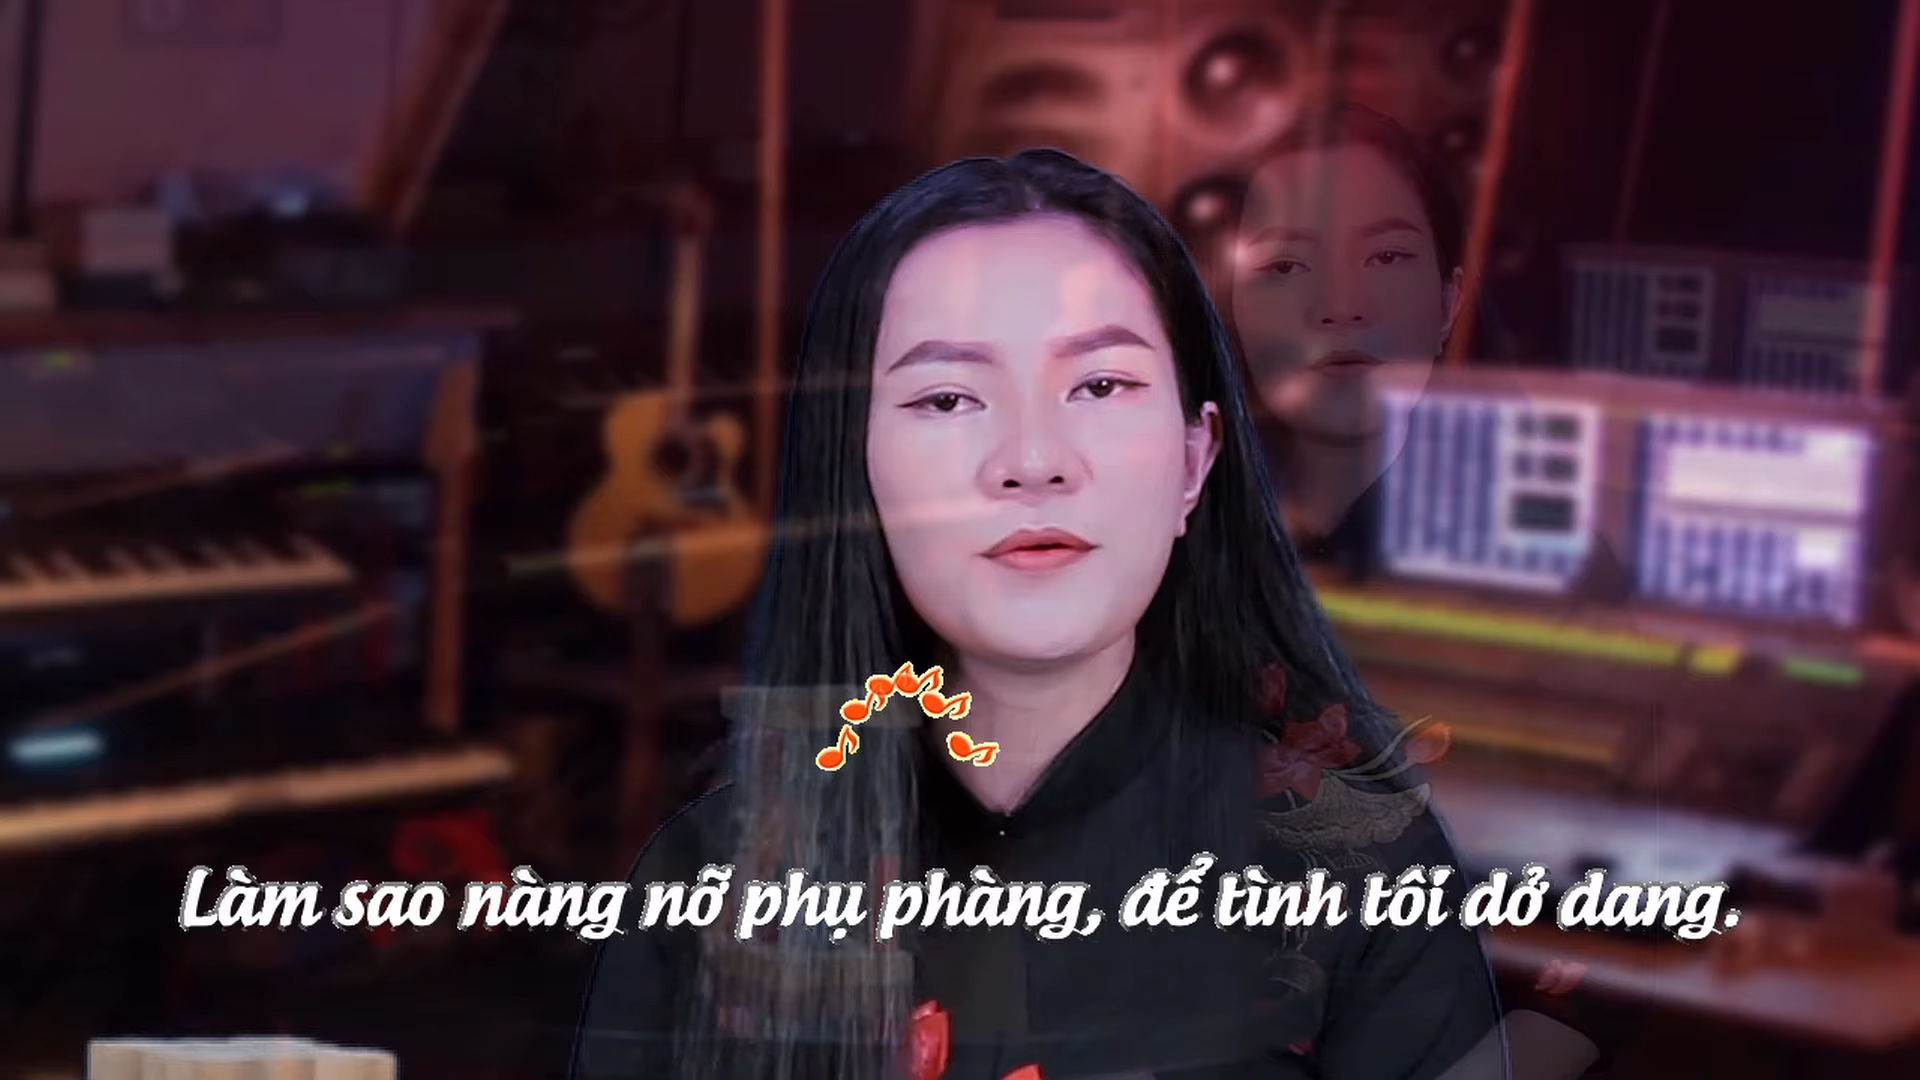 Làm sao nàng nỡ phụ phàng, để tình tôi dở dang.